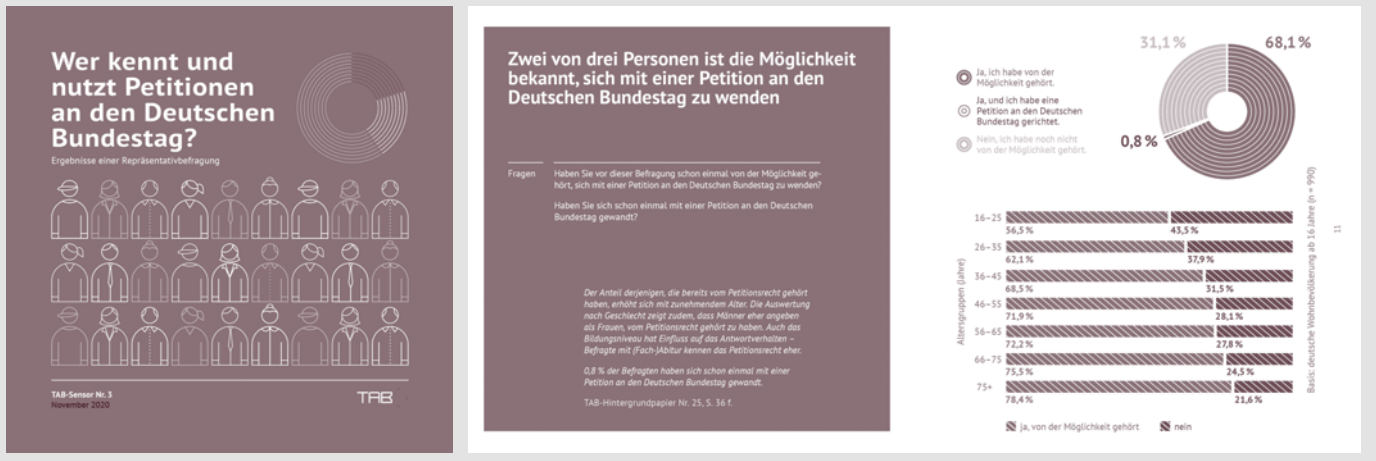 Wer kennt und
nutzt Petitionen
an den Deutschen
Bundestag?
Ergebnisse einer Repräsentativbefragung
TAB-Sensor Nr. 3
November 2020
TAB
Zwei von drei Personen ist die Möglichkeit
bekannt, sich mit einer Petition an den
Deutschen Bundestag zu wenden
Fragen
Haben Sie vor dieser Befragung schon einmal von der Möglichkeit ge-
hört, sich mit einer Petition an den Deutschen Bundestag zu wenden?
Haben Sie sich schon einmal mit einer Petition an den Deutschen
Bundestag gewandt?
Der Anteil derjenigen, die bereits vom Petitionsrecht gehört
haben, erhöht sich mit zunehmendem Alter. Die Auswertung
nach Geschlecht zeigt zudem, dass Männer eher angeben
als Frauen, vom Petitionsrecht gehört zu haben. Auch das
Bildungsniveau hat Einfluss auf das Antwortverhalten –
Befragte mit (Fach-)Abitur kennen das Petitionsrecht eher.
0,8 % der Befragten haben sich schon einmal mit einer
Petition an den Deutschen Bundestag gewandt.
TAB-Hintergrundpapier Nr. 25, S. 36 f.
31,1 %
68,1 %
0,8 %
Ja, ich habe von der
Möglichkeit gehört.
Ja, und ich habe eine
Petition an den Deutschen
Bundestag gerichtet.
Nein, ich habe noch nicht
von der Möglichkeit gehört.
Altersgruppen (Jahre)
16–25
56,5 %
43,5 %
26–35
62,1 %
37,9 %
36–45
68,5 %
31,5 %
46–55
71,9 %
28,1 %
56–65
72,2 %
27,8 %
66–75
75,5 %
24,5 %
75+
78,4 %
21,6 %
ja, von der Möglichkeit gehört
nein
Basis: deutsche Wohnbevölkerung ab 16 Jahre (n = 990)
11